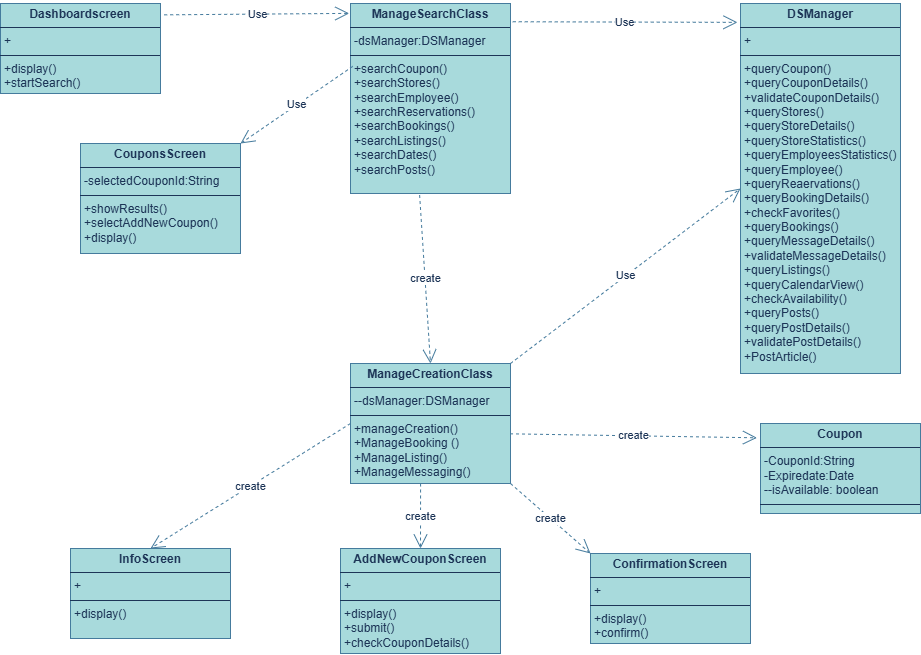 Dashboardscreen
+
+display()
+startSearch()
Use
ManageSearchClass
-dsManager:DSManager
+searchCoupon()
+searchStores()
+searchEmployee()
+searchReservations()
+searchBookings()
+searchListings()
+searchDates()
+searchPosts()
Use
DSManager
+
+queryCoupon()
+queryCouponDetails()
+validateCouponDetails()
+queryStores()
+queryStoreDetails()
+queryStoreStatistics()
+queryEmployeesStatistics()
+queryEmployee()
+queryReaervations()
+queryBookingDetails()
+checkFavorites()
+queryBookings()
+queryMessageDetails()
+validateMessageDetails()
+queryListings()
+queryCalendarView()
+checkAvailability()
+queryPosts()
+queryPostDetails()
+validatePostDetails()
+PostArticle()
Use
CouponsScreen
-selectedCouponId:String
+showResults()
+selectAddNewCoupon()
+display()
create
Use
ManageCreationClass
--dsManager:DSManager
+manageCreation()
+ManageBooking ()
+ManageListing()
+ManageMessaging()
create
Coupon
-CouponId:String
-Expiredate:Date
--isAvailable: boolean
create
create
create
InfoScreen
+
+display()
AddNewCouponScreen
+
+display()
+submit()
+checkCouponDetails()
ConfirmationScreen
+
+display()
+confirm()